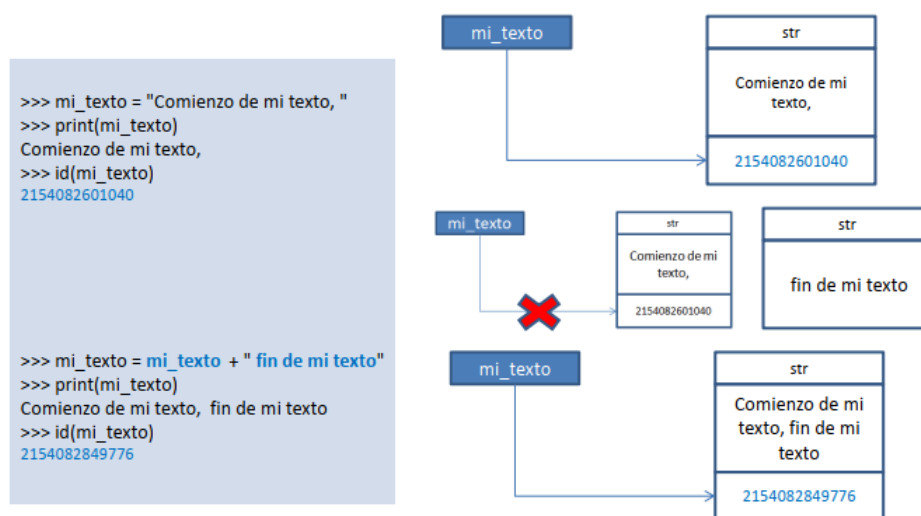 >>> mi_texto = "Comienzo de mi texto, "
>>> print(mi_texto)
Comienzo de mi texto,
>>> id(mi_texto)
2154082601040
>>> mi_texto = mi_texto + " fin de mi texto"
>>> print(mi_texto)
Comienzo de mi texto,  fin de mi texto
>>> id(mi_texto)
2154082849776
mi_texto
str
Comienzo de mi
texto,
2154082601040
mi_texto
str
Comienzo de mi
texto,
2154082601040
str
fin de mi texto
mi_texto
str
Comienzo de mi
texto, fin de mi
texto
2154082849776